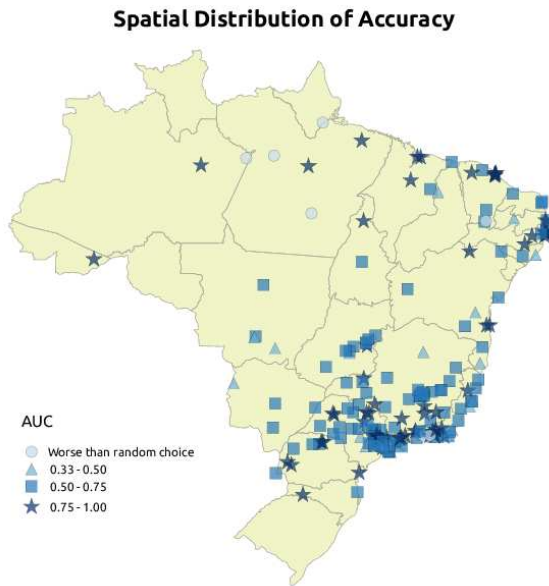 Spatial Distribution of Accuracy
AUC
Worse than random choice
0.33 - 0.50
0.50 - 0.75
0.75 - 1.00